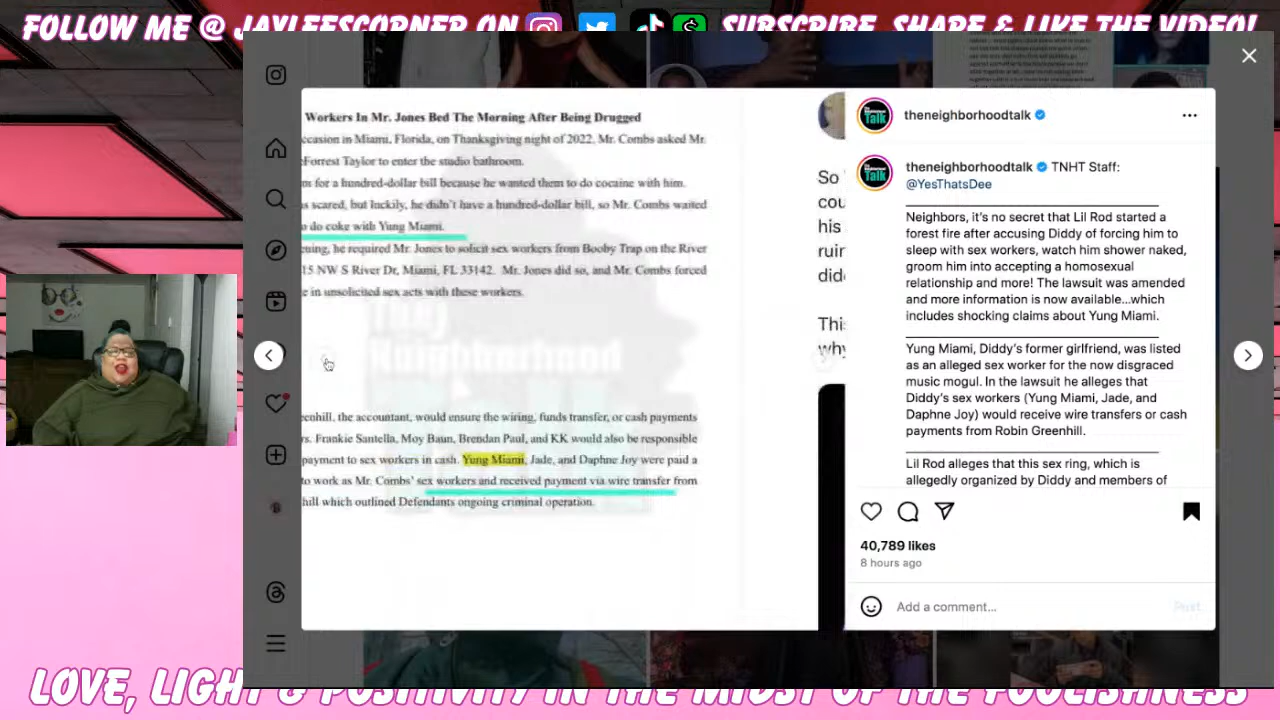 FOLLOW ME @ JAYLEESCORNER ON SUBSCRIBE, SHARE & LIKE THE VIDEO!
Workers In Mr. Jones Bed The Morning After Being Drugged
ccasion in Miami, Florida, on Thanksgiving night of 2022, Mr. Combs asked Mr.
Forrest Taylor to enter the studio bathroom.
m for a hundred-dollar bill because he wanted them to do cocaine with him.
s scared, but luckily, he didn't have a hundred-dollar bill, so Mr. Combs waited
o do coke with Yung Miami.
uing, he required Mr. Jones to solicit sex workers from Booby Trap on the River
15 NW S River Dr, Miami, FL 33142. Mr. Jones did so, and Mr. Combs forced
e in unsolicited sex acts with these workers.
Neighborhood
enhill, the accountant, would ensure the wiring, funds transfer, or cash payments
rs. Frankie Santella, Moy Baun, Brendan Paul, and KK would also be responsible
payment to sex workers in cash. Yung Miami, Jade, and Daphne Joy were paid a
to work as Mr. Combs' sex workers and received payment via wire transfer from
hill which outlined Defendants ongoing criminal operation.
So
cou
his
ruin
did
This
why
Talk
theneighborhoodtalk
Talk
theneighborhoodtalk TNHT Staff:
@YesThatsDee
Neighbors, it's no secret that Lil Rod started a
forest fire after accusing Diddy of forcing him to
sleep with sex workers, watch him shower naked,
groom him into accepting a homosexual
relationship and more! The lawsuit was amended
and more information is now available...which
includes shocking claims about Yung Miami.
Yung Miami, Diddy's former girlfriend, was listed
as an alleged sex worker for the now disgraced
music mogul. In the lawsuit he alleges that
Diddy's sex workers (Yung Miami, Jade, and
Daphne Joy) would receive wire transfers or cash
payments from Robin Greenhill.
Lil Rod alleges that this sex ring, which is
allegedly organized by Diddy and members of
40,789 likes
8 hours ago
Add a comment...
Post
LOVE, LIGHT & POSITIVITY IN THE MIDST OF THE FOOLISHNESS